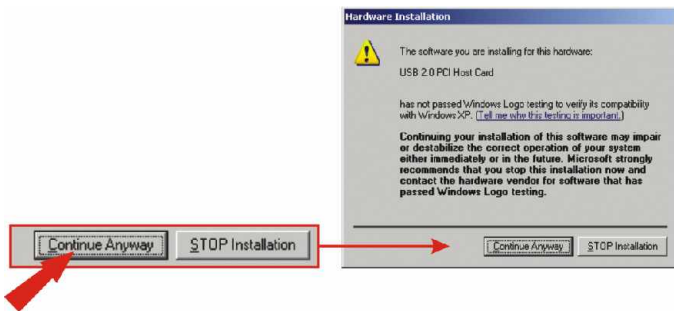 Hardware Installation
The software you are installing for this hardware:
USB 2.0 PCI Host Card
has not passed Windows Logo testing to verify its compatibility
with Windows XP. (Tell me why this testing is important.)
Continuing your installation of this software may impair
or destabilize the correct operation of your system
either immediately or in the future. Microsoft strongly
recommends that you stop this installation now and
contact the hardware vendor for software that has
passed Windows Logo testing.
Continue Anyway STOP Installation
Continue Anyway STOP Installation